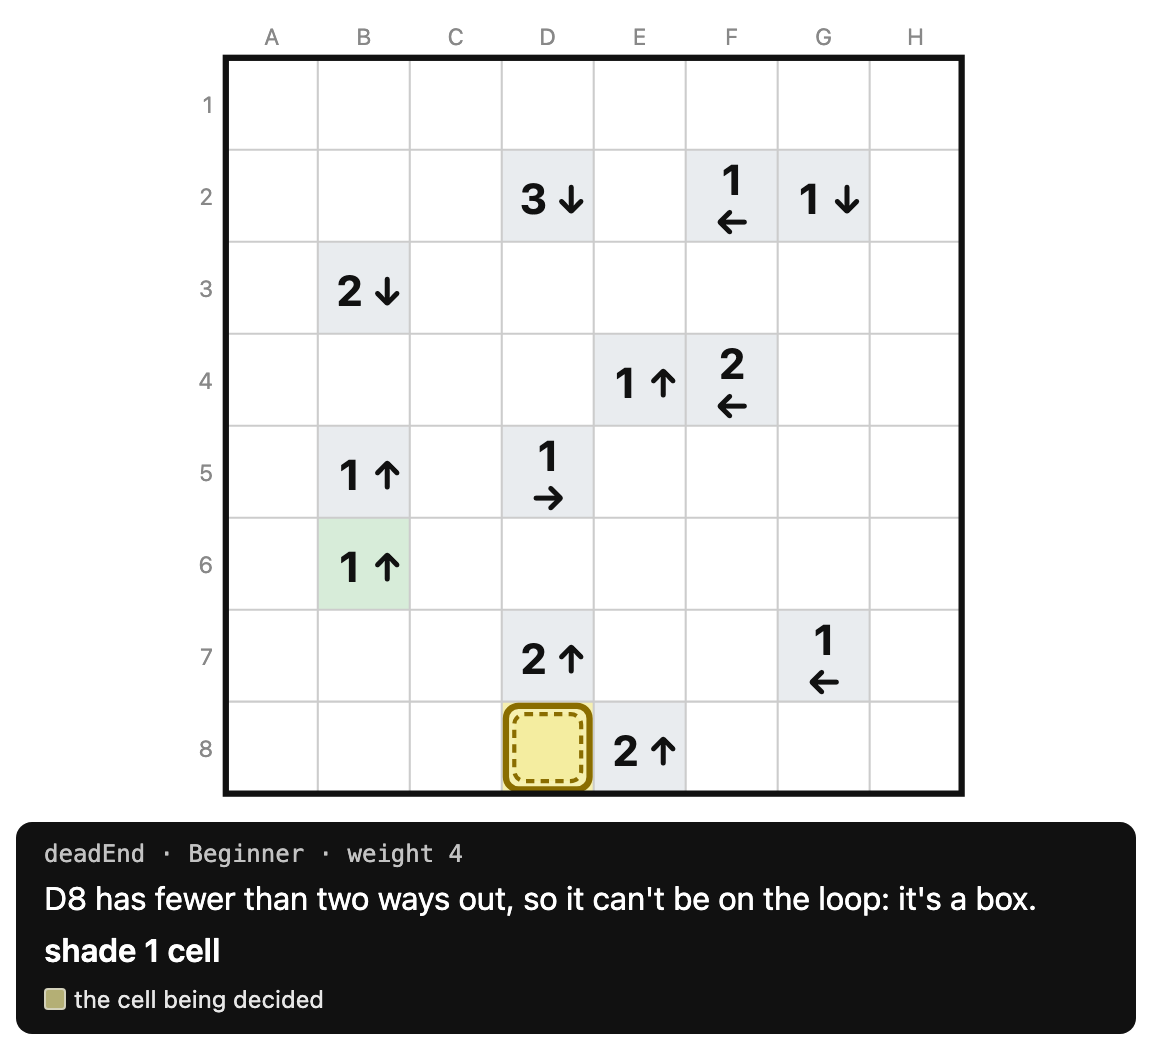 A B C D E F G H
1
2 3 ↓ 1 ← 1 ↓
3 2 ↓
4 1 ↑ 2 ←
5 1 ↑ 1 →
6 1 ↑
7 2 ↑ 1 ←
8 2 ↑
deadEnd · Beginner · weight 4
D8 has fewer than two ways out, so it can't be on the loop: it's a box.
shade 1 cell
the cell being decided